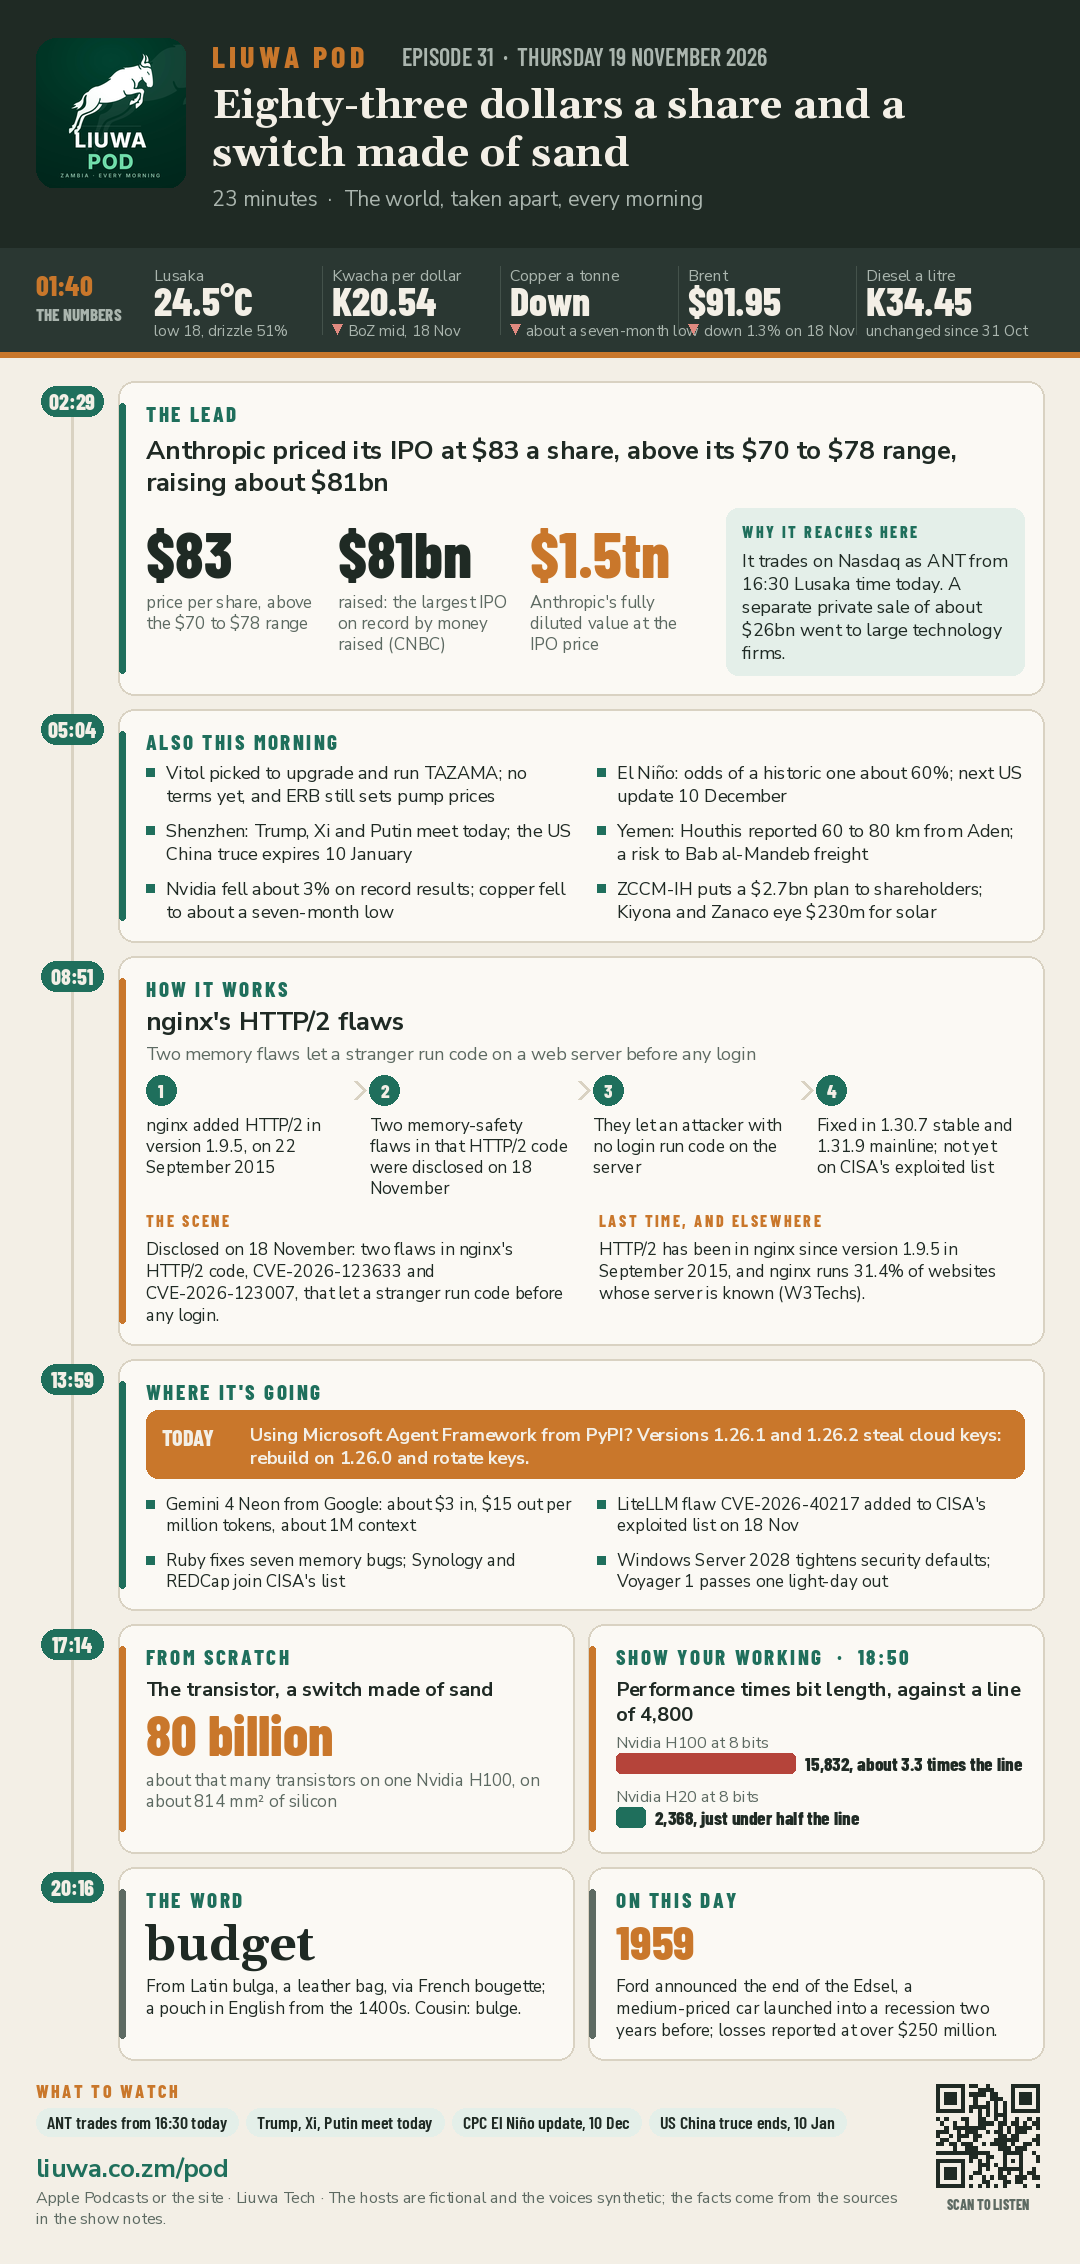 LIUWA POD
ZAMBIA · EVERY MORNING
LIUWA POD EPISODE 31 · THURSDAY 19 NOVEMBER 2026
Eighty-three dollars a share and a
switch made of sand
23 minutes · The world, taken apart, every morning
01:40
THE NUMBERS
Lusaka
24.5°C
low 18, drizzle 51%
Kwacha per dollar
K20.54
▼ BoZ mid, 18 Nov
Copper a tonne
Down
▼ about a seven-month low
Brent
$91.95
▼ down 1.3% on 18 Nov
Diesel a litre
K34.45
unchanged since 31 Oct
02:29
THE LEAD
Anthropic priced its IPO at $83 a share, above its $70 to $78 range,
raising about $81bn
$83
price per share, above
the $70 to $78 range
$81bn
raised: the largest IPO
on record by money
raised (CNBC)
$1.5tn
Anthropic's fully
diluted value at the
IPO price
WHY IT REACHES HERE
It trades on Nasdaq as ANT from
16:30 Lusaka time today. A
separate private sale of about
$26bn went to large technology
firms.
05:04
ALSO THIS MORNING
Vitol picked to upgrade and run TAZAMA; no
terms yet, and ERB still sets pump prices
Shenzhen: Trump, Xi and Putin meet today; the US
China truce expires 10 January
Nvidia fell about 3% on record results; copper fell
to about a seven-month low
El Niño: odds of a historic one about 60%; next US
update 10 December
Yemen: Houthis reported 60 to 80 km from Aden;
a risk to Bab al-Mandeb freight
ZCCM-IH puts a $2.7bn plan to shareholders;
Kiyona and Zanaco eye $230m for solar
08:51
HOW IT WORKS
nginx's HTTP/2 flaws
Two memory flaws let a stranger run code on a web server before any login
1
nginx added HTTP/2 in
version 1.9.5, on 22
September 2015
2
Two memory-safety
flaws in that HTTP/2 code
were disclosed on 18
November
3
They let an attacker with
no login run code on the
server
4
Fixed in 1.30.7 stable and
1.31.9 mainline; not yet
on CISA's exploited list
THE SCENE
Disclosed on 18 November: two flaws in nginx's
HTTP/2 code, CVE-2026-123633 and
CVE-2026-123007, that let a stranger run code before
any login.
LAST TIME, AND ELSEWHERE
HTTP/2 has been in nginx since version 1.9.5 in
September 2015, and nginx runs 31.4% of websites
whose server is known (W3Techs).
13:59
WHERE IT'S GOING
TODAY
Using Microsoft Agent Framework from PyPI? Versions 1.26.1 and 1.26.2 steal cloud keys:
rebuild on 1.26.0 and rotate keys.
Gemini 4 Neon from Google: about $3 in, $15 out per
million tokens, about 1M context
Ruby fixes seven memory bugs; Synology and
REDCap join CISA's list
LiteLLM flaw CVE-2026-40217 added to CISA's
exploited list on 18 Nov
Windows Server 2028 tightens security defaults;
Voyager 1 passes one light-day out
17:14
FROM SCRATCH
The transistor, a switch made of sand
80 billion
about that many transistors on one Nvidia H100, on
about 814 mm² of silicon
SHOW YOUR WORKING · 18:50
Performance times bit length, against a line
of 4,800
Nvidia H100 at 8 bits
15,832, about 3.3 times the line
Nvidia H20 at 8 bits
2,368, just under half the line
20:16
THE WORD
budget
From Latin bulga, a leather bag, via French bougette;
a pouch in English from the 1400s. Cousin: bulge.
ON THIS DAY
1959
Ford announced the end of the Edsel, a
medium-priced car launched into a recession two
years before; losses reported at over $250 million.
WHAT TO WATCH
ANT trades from 16:30 today
Trump, Xi, Putin meet today
CPC El Niño update, 10 Dec
US China truce ends, 10 Jan
liuwa.co.zm/pod
Apple Podcasts or the site · Liuwa Tech · The hosts are fictional and the voices synthetic; the facts come from the sources
in the show notes.
SCAN TO LISTEN